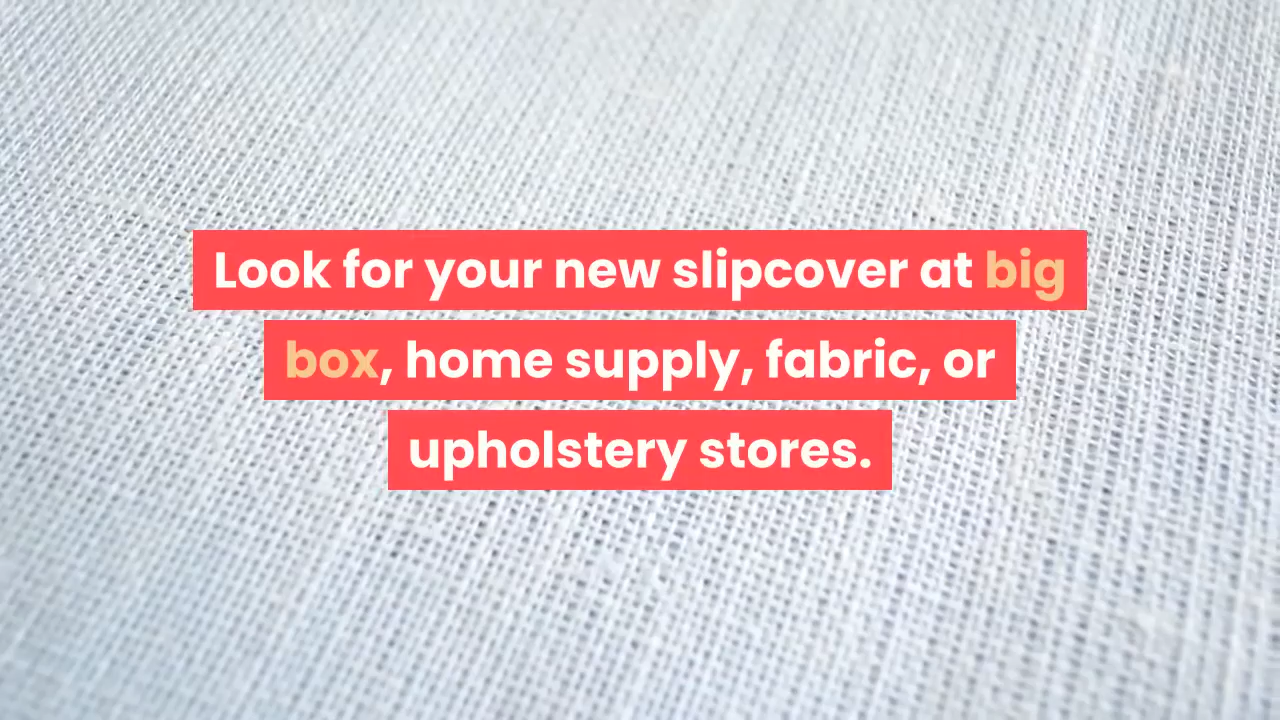 Look for your new slipcover at big
box, home supply, fabric, or
upholstery stores.